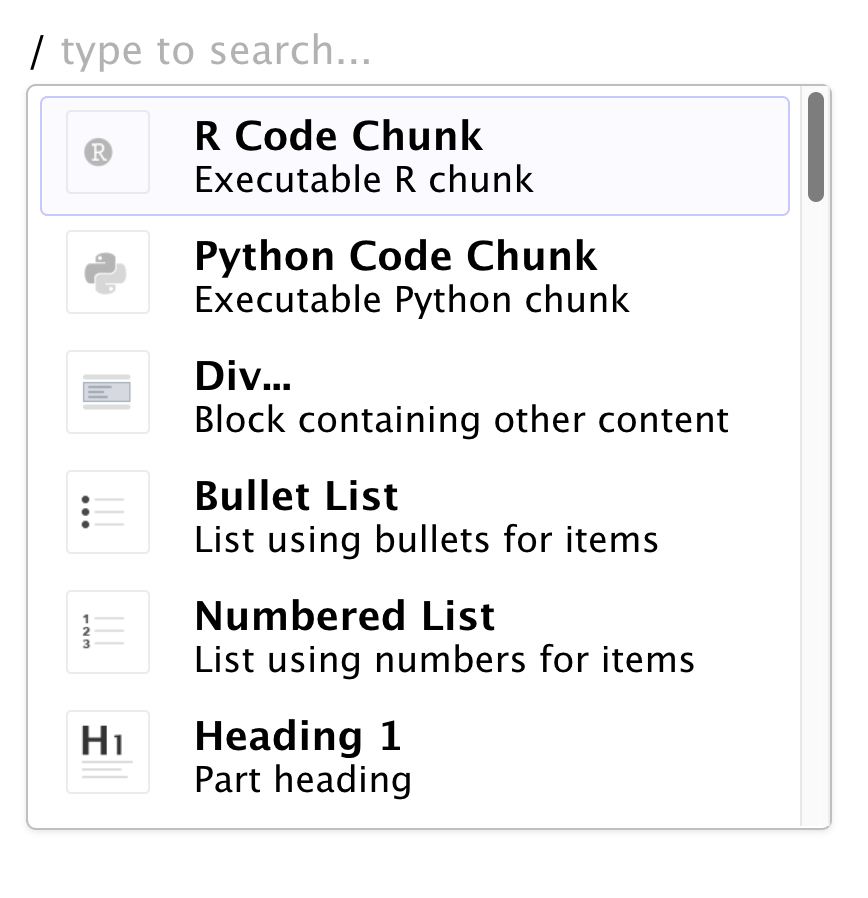 / type to search...
R
R Code Chunk
Executable R chunk
Python Code Chunk
Executable Python chunk
Div...
Block containing other content
Bullet List
List using bullets for items
1
2
3
Numbered List
List using numbers for items
H1
Heading 1
Part heading